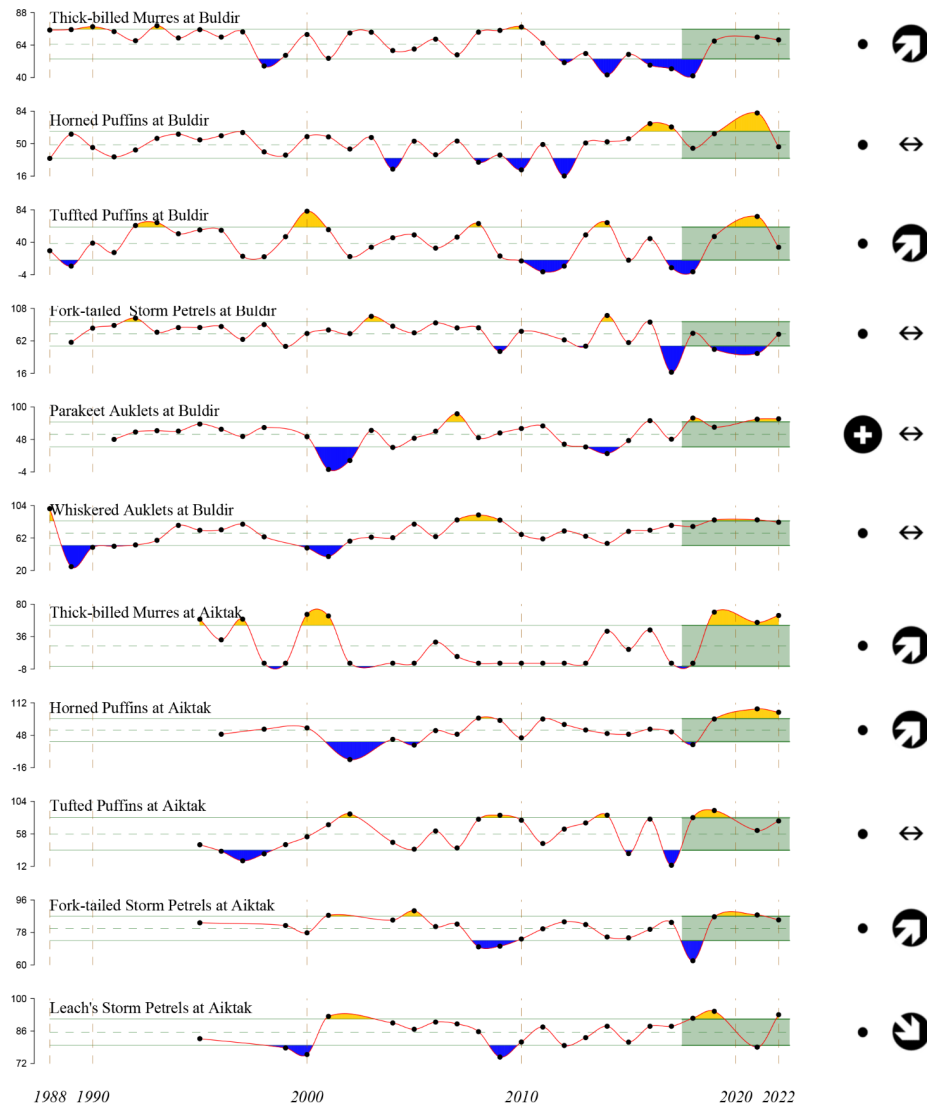 Thick-billed Murres at Buldir
88
64
40
Horned Puffins at Buldir
84
50
16
Tuffted Puffins at Buldir
84
40
-4
Fork-tailed Storm Petrels at Buldir
108
62
16
Parakeet Auklets at Buldir
100
48
-4
Whiskered Auklets at Buldir
104
62
20
Thick-billed Murres at Aiktak
80
36
-8
Horned Puffins at Aiktak
112
48
-16
Tufted Puffins at Aiktak
104
58
12
Fork-tailed Storm Petrels at Aiktak
96
78
60
Leach's Storm Petrels at Aiktak
100
86
72
1988 1990 2000 2010 2020 2022